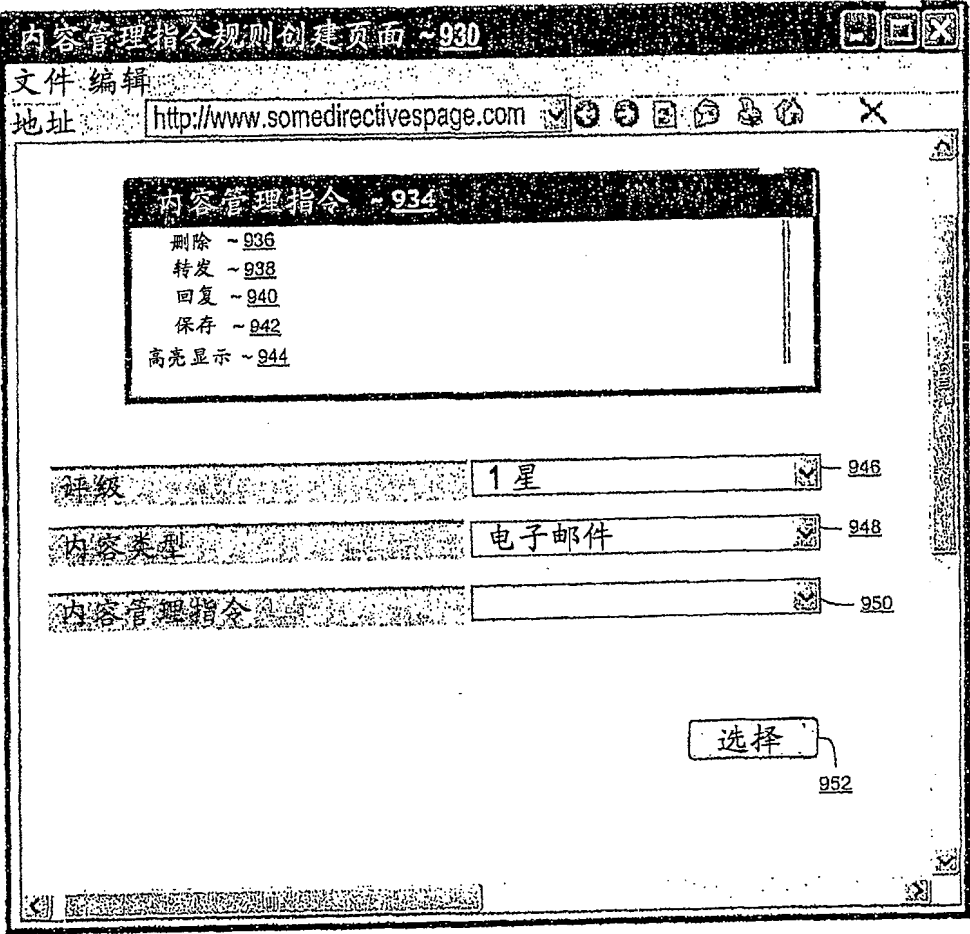 内容管理指令规则创建页面 ~930
文件 编辑
地址 http://www.somedirectivespage.com
内容管理指令 ~934
删除 ~936
转发 ~938
回复 ~940
保存 ~942
高亮显示 ~944
评级 1 星 946
内容类型 电子邮件 948
内容管理指令 950
选择
952